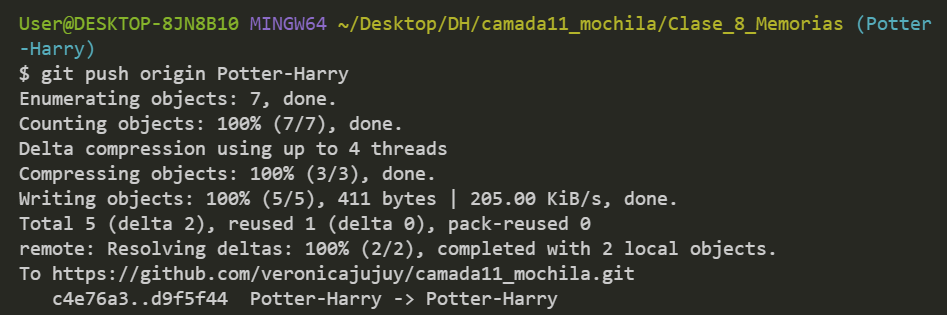 User@DESKTOP-8JN8B10 MINGW64 ~/Desktop/DH/camada11_mochila/Clase_8_Memorias (Potter
-Harry)
$ git push origin Potter-Harry
Enumerating objects: 7, done.
Counting objects: 100% (7/7), done.
Delta compression using up to 4 threads
Compressing objects: 100% (3/3), done.
Writing objects: 100% (5/5), 411 bytes | 205.00 KiB/s, done.
Total 5 (delta 2), reused 1 (delta 0), pack-reused 0
remote: Resolving deltas: 100% (2/2), completed with 2 local objects.
To https://github.com/veronicajujuy/camada11_mochila.git
   c4e76a3..d9f5f44  Potter-Harry -> Potter-Harry